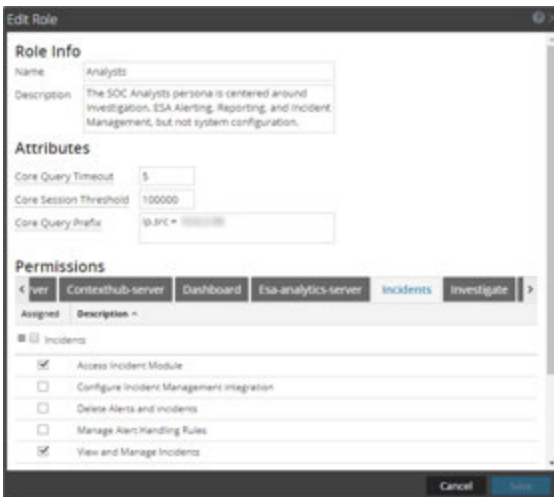 Edit Role
Role Info
Name Analysts
Description The SOC Analysts persona is centered around
Investigation, ESA Alerting, Reporting, and Incident
Management, but not system configuration.
Attributes
Core Query Timeout 5
Core Session Threshold 100000
Core Query Prefix ip.src =
Permissions
ver Contexthub-server Dashboard Esa-analytics-server Incidents Investigate
Assigned Description
Incidents
Access Incident Module
Configure Incident Management Integration
Delete Alerts and incidents
Manage Alert Handling Rules
View and Manage Incidents
Cancel Save